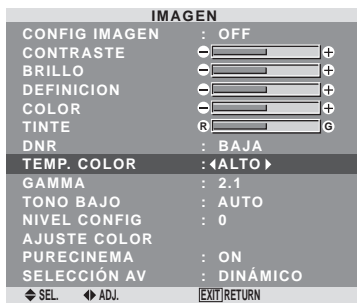 IMAGEN
CONFIG IMAGEN : OFF
CONTRASTE
BRILLO
DEFINICION
COLOR
TINTE R G
DNR : BAJA
TEMP. COLOR : ALTO
GAMMA : 2.1
TONO BAJO : AUTO
NIVEL CONFIG : 0
AJUSTE COLOR
PURECINEMA : ON
SELECCIÓN AV : DINÁMICO
SEL. ADJ. EXIT RETURN